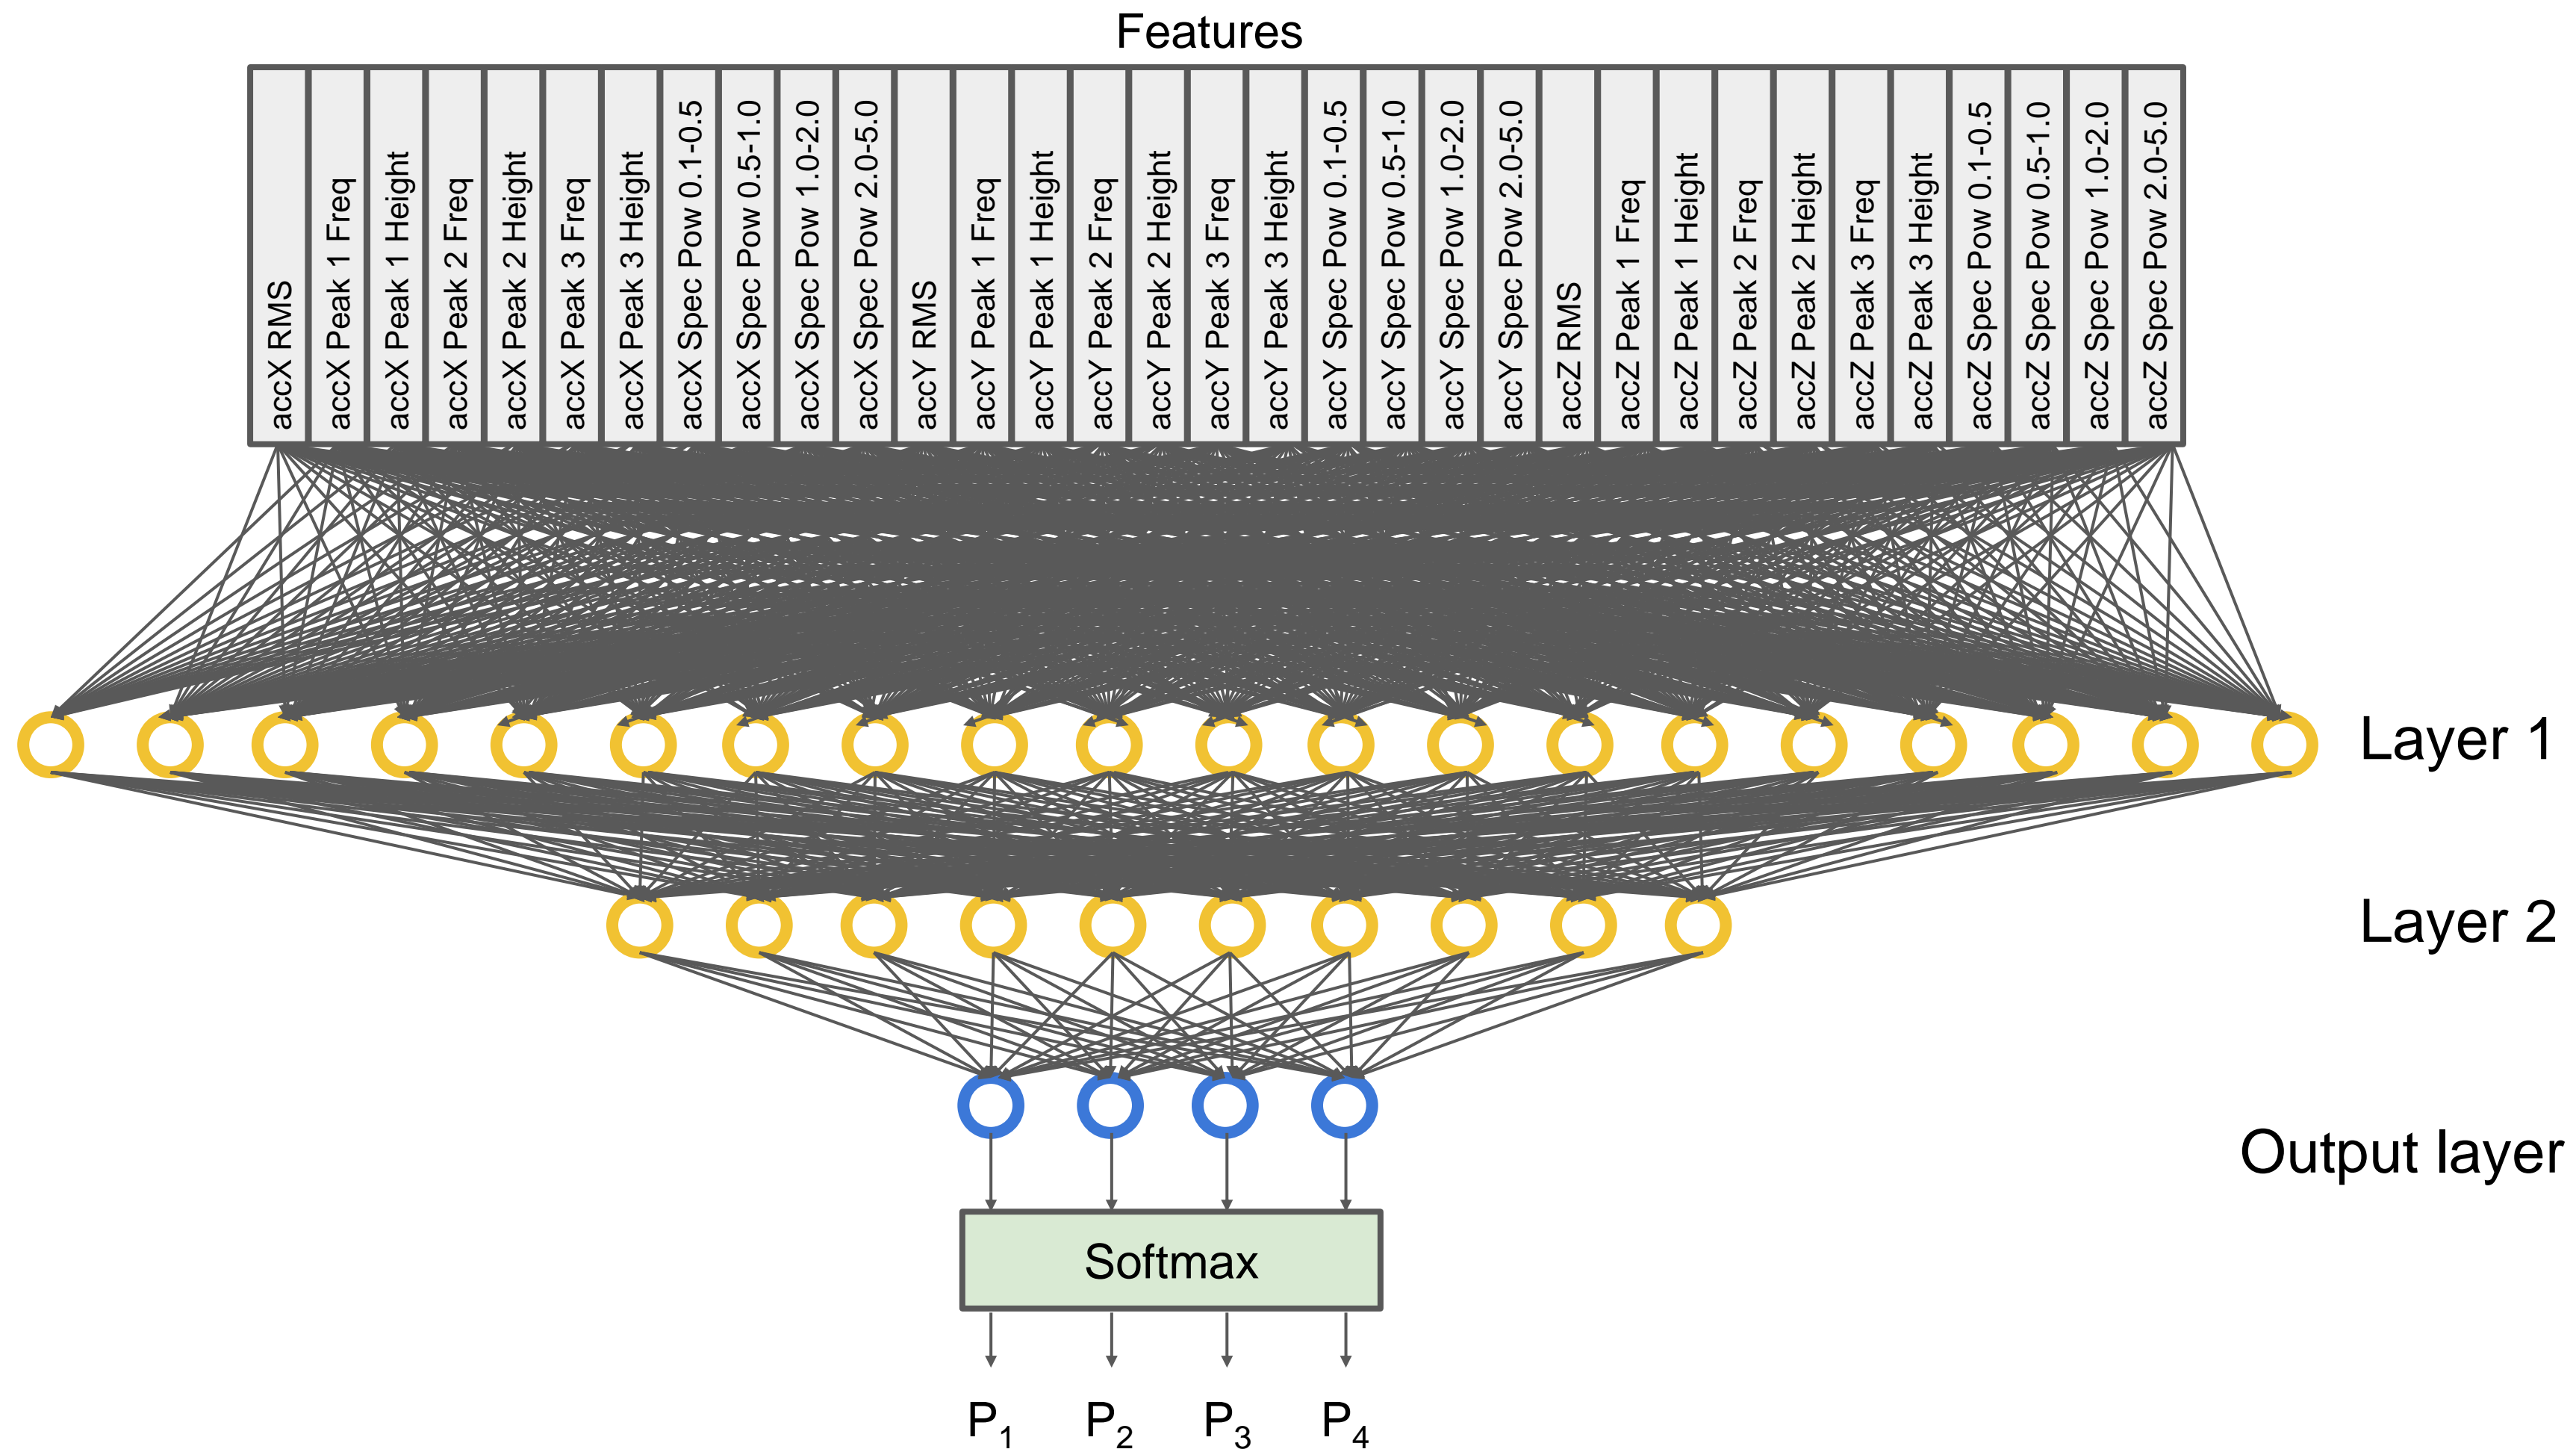 Features
accX RMS
accX Peak 1 Freq
accX Peak 1 Height
accX Peak 2 Freq
accX Peak 2 Height
accX Peak 3 Freq
accX Peak 3 Height
accX Spec Pow 0.1-0.5
accX Spec Pow 0.5-1.0
accX Spec Pow 1.0-2.0
accX Spec Pow 2.0-5.0
accY RMS
accY Peak 1 Freq
accY Peak 1 Height
accY Peak 2 Freq
accY Peak 2 Height
accY Peak 3 Freq
accY Peak 3 Height
accY Spec Pow 0.1-0.5
accY Spec Pow 0.5-1.0
accY Spec Pow 1.0-2.0
accY Spec Pow 2.0-5.0
accZ RMS
accZ Peak 1 Freq
accZ Peak 1 Height
accZ Peak 2 Freq
accZ Peak 2 Height
accZ Peak 3 Freq
accZ Peak 3 Height
accZ Spec Pow 0.1-0.5
accZ Spec Pow 0.5-1.0
accZ Spec Pow 1.0-2.0
accZ Spec Pow 2.0-5.0
Layer 1
Layer 2
Output layer
Softmax
P1 P2 P3 P4